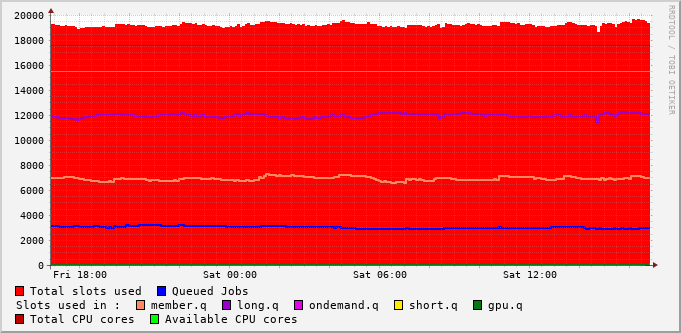 RRDTOOL / TOBI OETIKER
20000
18000
16000
14000
12000
10000
8000
6000
4000
2000
0
Fri 18:00 Sat 00:00 Sat 06:00 Sat 12:00
Total slots used Queued Jobs
Slots used in : member.q long.q ondemand.q short.q gpu.q
Total CPU cores Available CPU cores